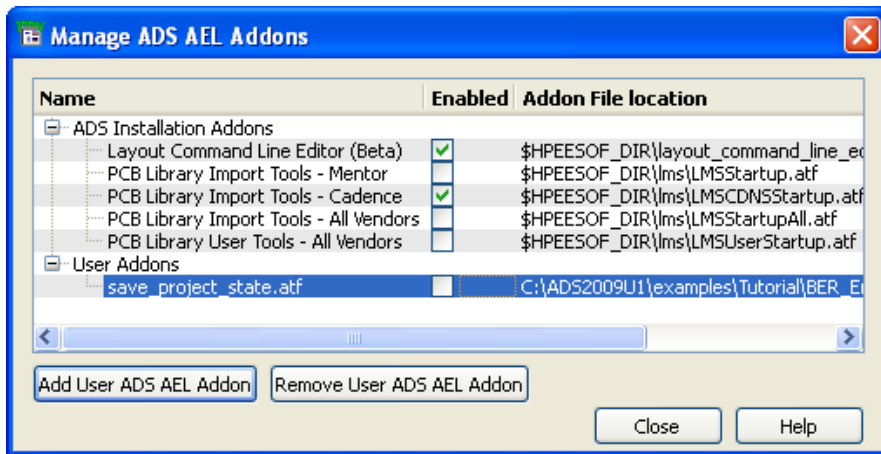 Manage ADS AEL Addons
Name Enabled Addon File location
ADS Installation Addons
Layout Command Line Editor (Beta) $HPEESOF_DIR\layout_command_line_ed
PCB Library Import Tools - Mentor $HPEESOF_DIR\lms\LMSStartup.atf
PCB Library Import Tools - Cadence $HPEESOF_DIR\lms\LMSCDNSStartup.atf
PCB Library Import Tools - All Vendors $HPEESOF_DIR\lms\LMSStartupAll.atf
PCB Library User Tools - All Vendors $HPEESOF_DIR\lms\LMSUserStartup.atf
User Addons
save_project_state.atf C:\ADS2009U1\examples\Tutorial\BER_E
Add User ADS AEL Addon Remove User ADS AEL Addon
Close Help